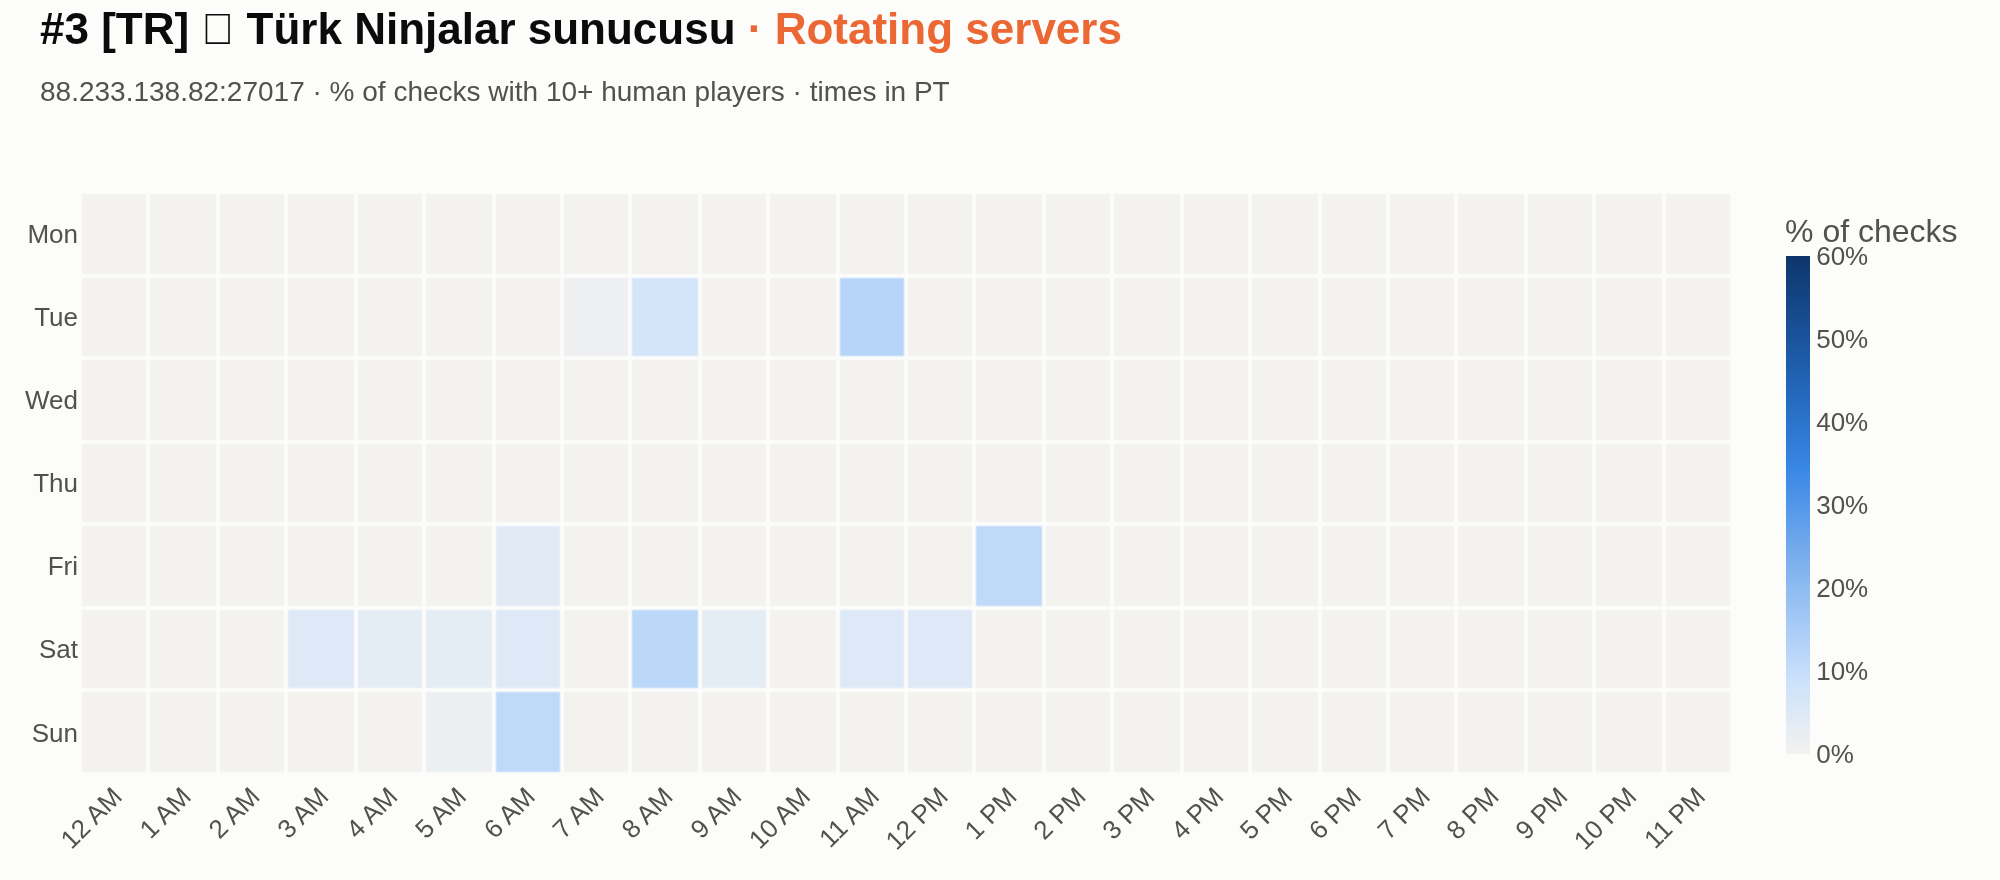 #3 [TR] Türk Ninjalar sunucusu · Rotating servers
88.233.138.82:27017 · % of checks with 10+ human players · times in PT
% of checks
60%
50%
40%
30%
20%
10%
0%
Mon
Tue
Wed
Thu
Fri
Sat
Sun
12 AM
1 AM
2 AM
3 AM
4 AM
5 AM
6 AM
7 AM
8 AM
9 AM
10 AM
11 AM
12 PM
1 PM
2 PM
3 PM
4 PM
5 PM
6 PM
7 PM
8 PM
9 PM
10 PM
11 PM